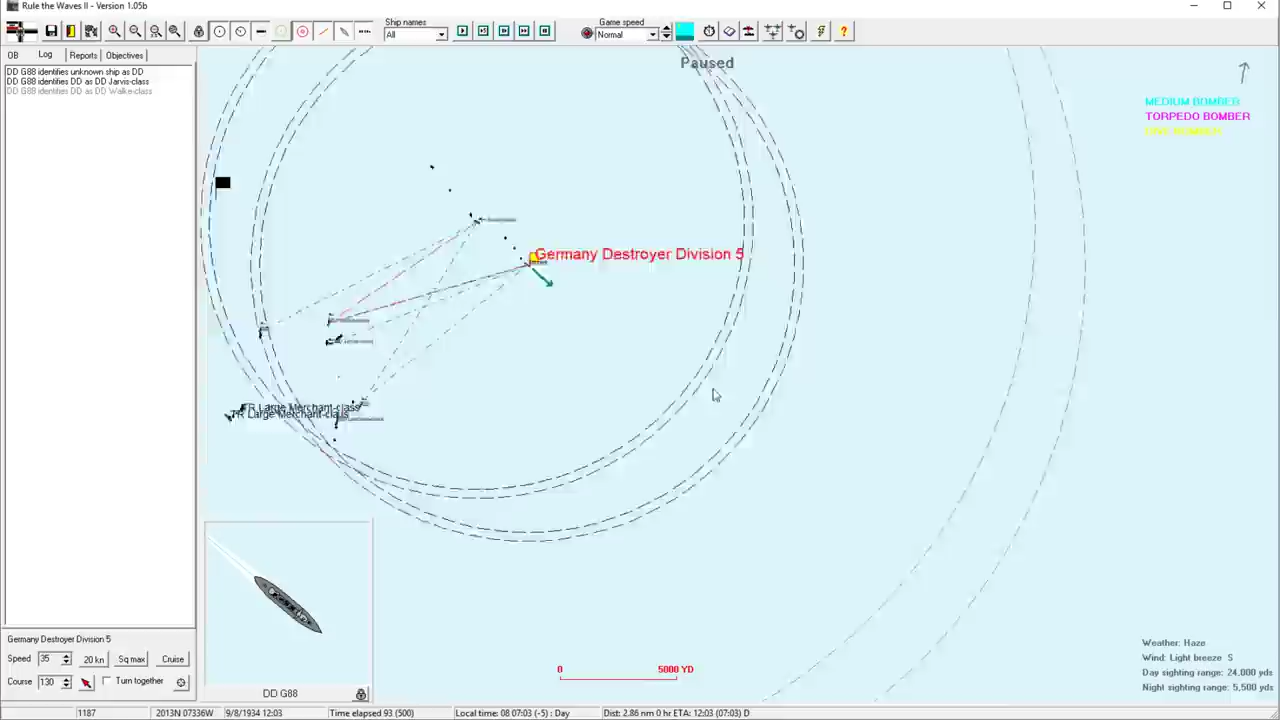 Rule the Waves II - Version 1.05b
Ship names
All
Game speed
Normal
OB Log Reports Objectives
DD G88 identifies unknown ship as DD
DD G88 identifies DD as DD Jarvis-class
DD G88 identifies DD as DD Walke-class
Paused
MEDIUM BOMBER
TORPEDO BOMBER
DIVE BOMBER
Germany Destroyer Division 5
TR Large Merchant-class
TR Large Merchant-class
Germany Destroyer Division 5
Speed 35 20 kn Sq max Cruise
Course 130 Turn together
DD G88
0 5000 YD
Weather: Haze
Wind: Light breeze S
Day sighting range: 24,000 yds
Night sighting range: 5,500 yds
1187 2013N 07336W 9/8/1934 12:03 Time elapsed 93 (500) Local time: 08 07:03 (-5) : Day Dist: 2.86 nm 0 hr ETA: 12:03 (07:03) D